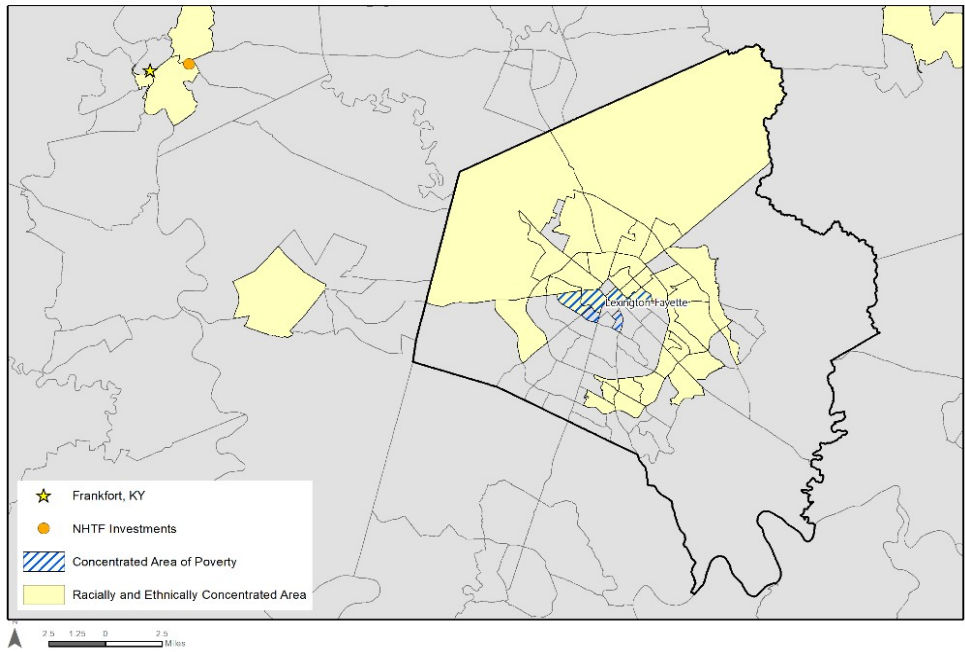 Lexington-Fayette
Frankfort, KY
NHTF Investments
Concentrated Area of Poverty
Racially and Ethnically Concentrated Area
N
2.5 1.25 0 2.5
Miles